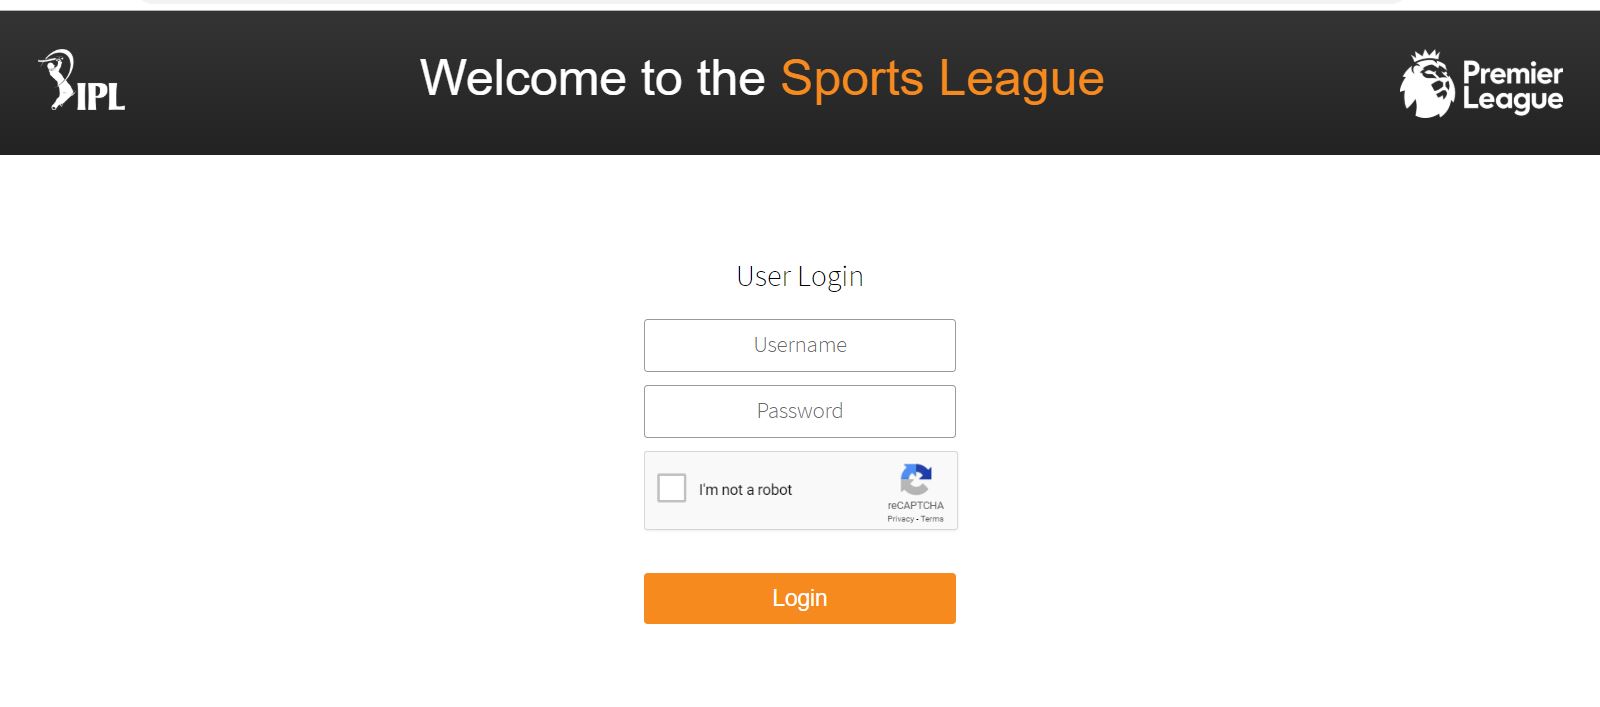 IPL
Welcome to the Sports League
Premier
League
User Login
Username
Password
I'm not a robot
reCAPTCHA
Privacy - Terms
Login